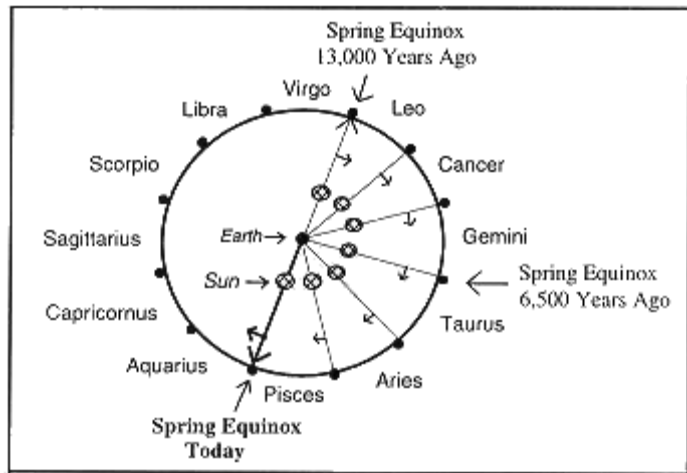 Spring Equinox
13,000 Years Ago
Virgo
Leo
Libra
Cancer
Scorpio
Earth
Gemini
Sagittarius
Sun
Spring Equinox
6,500 Years Ago
Capricornus
Taurus
Aquarius
Pisces
Aries
Spring Equinox
Today